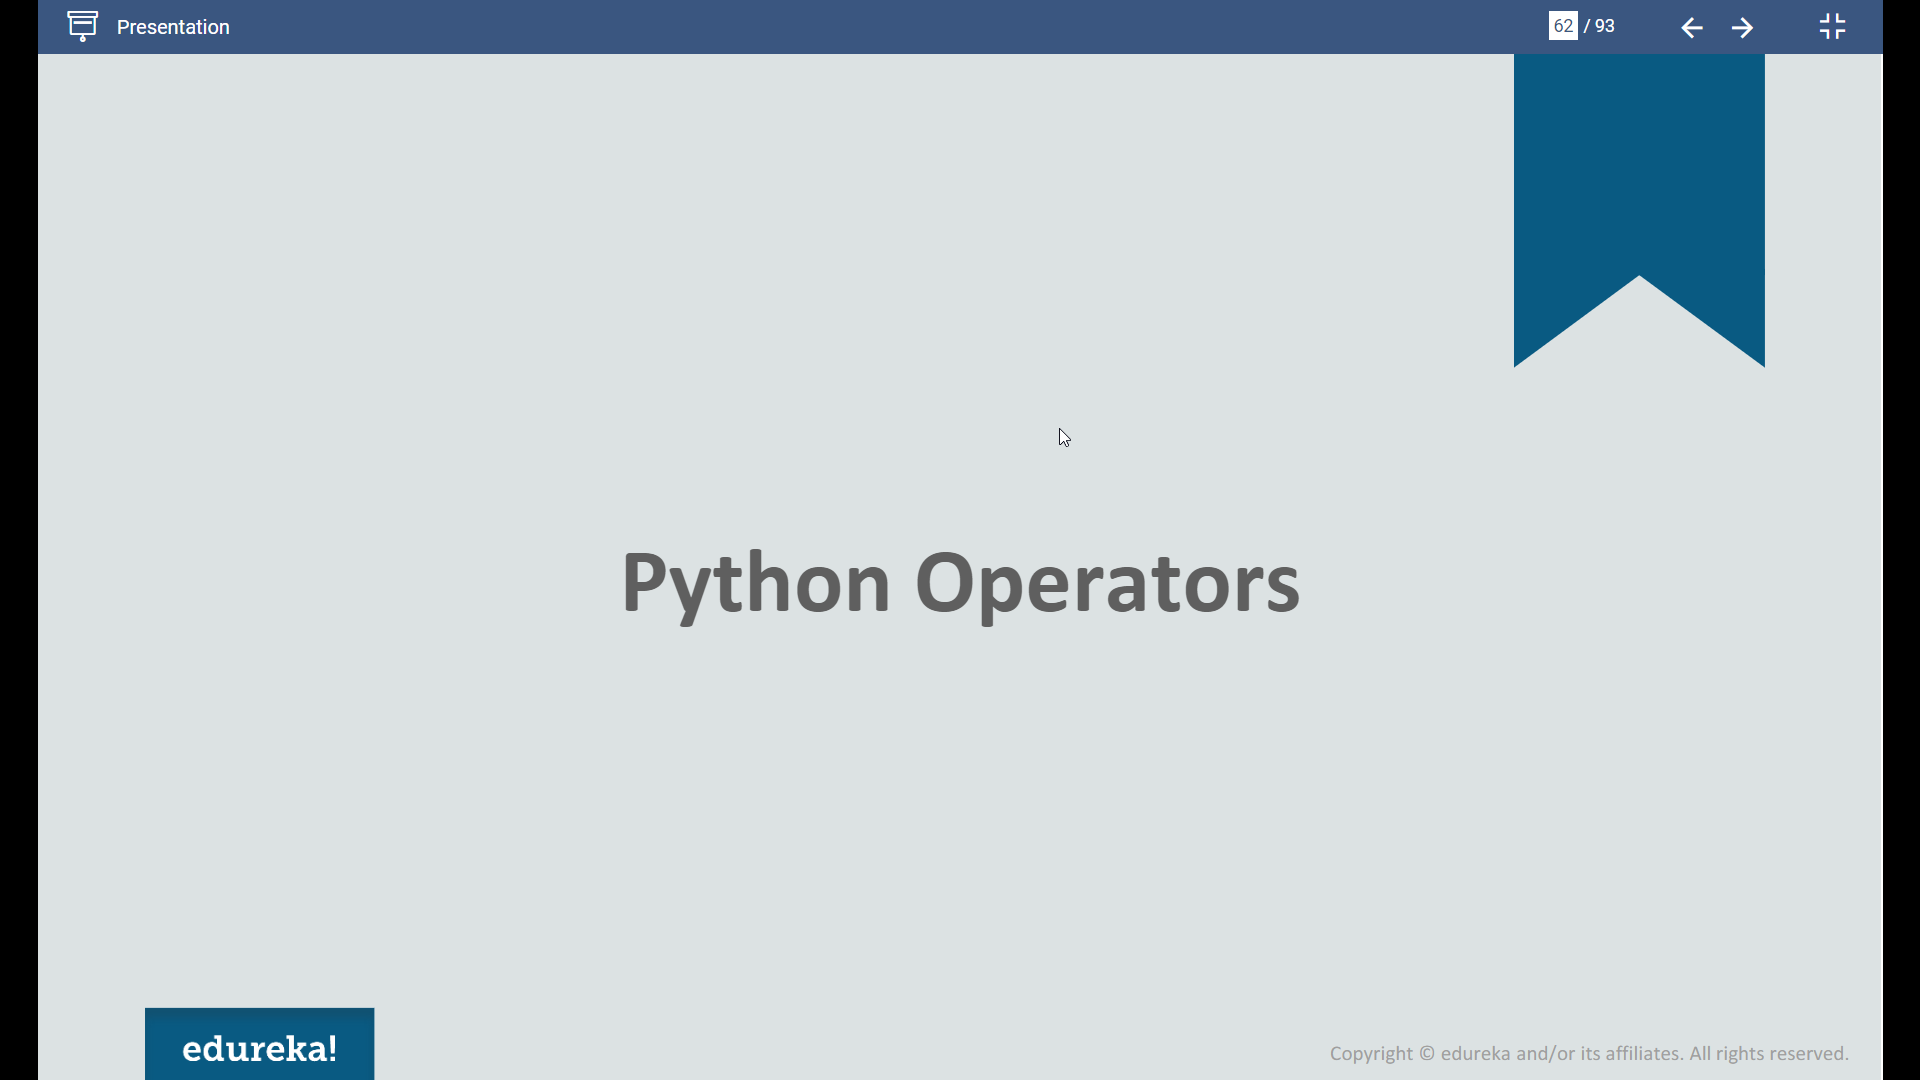 Presentation
62 / 93
Python Operators
edureka!
Copyright © edureka and/or its affiliates. All rights reserved.